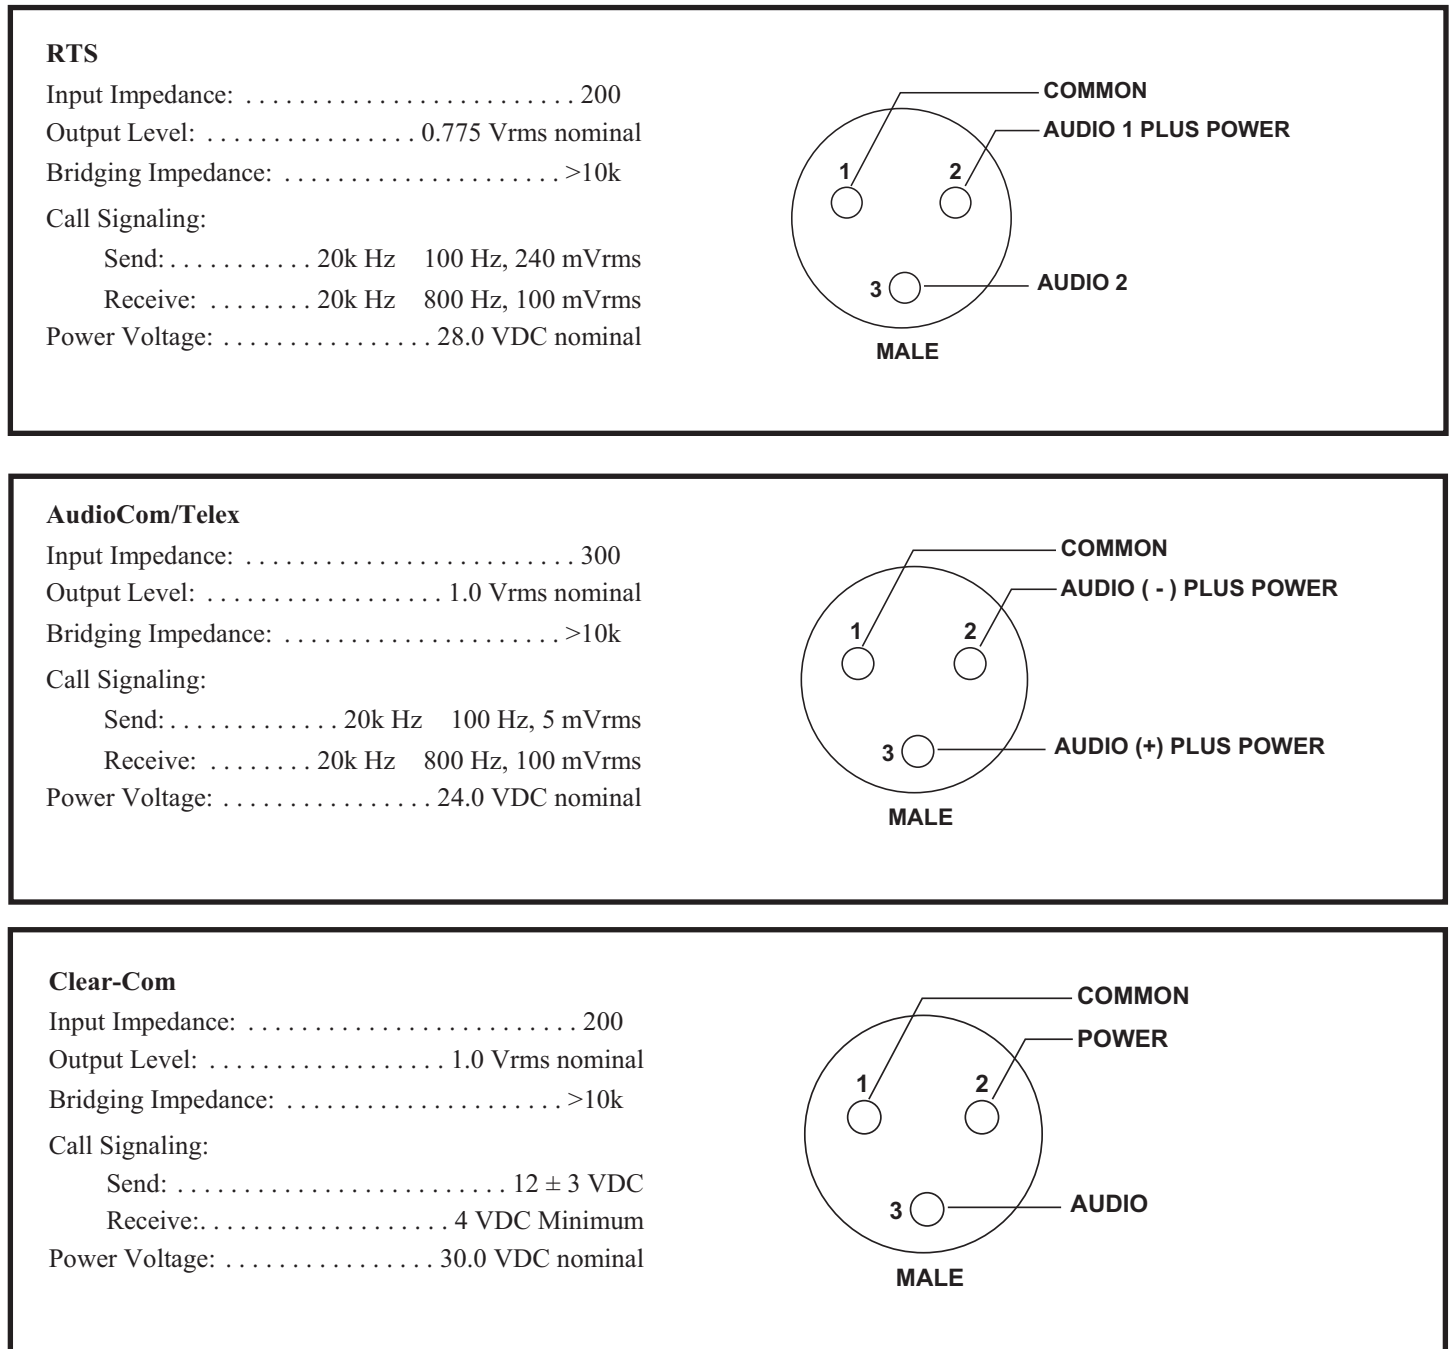 RTS
Input Impedance: . . . . . . . . . . . . . . . . . . . . . . . . . 200
Output Level: . . . . . . . . . . . . . . . . 0.775 Vrms nominal
Bridging Impedance: . . . . . . . . . . . . . . . . . . . . . >10k
Call Signaling:
Send: . . . . . . . . . . . 20k Hz 100 Hz, 240 mVrms
Receive: . . . . . . . . 20k Hz 800 Hz, 100 mVrms
Power Voltage: . . . . . . . . . . . . . . . . 28.0 VDC nominal
COMMON
AUDIO 1 PLUS POWER
1 2
3 AUDIO 2
MALE
AudioCom/Telex
Input Impedance: . . . . . . . . . . . . . . . . . . . . . . . . . 300
Output Level: . . . . . . . . . . . . . . . . . . 1.0 Vrms nominal
Bridging Impedance: . . . . . . . . . . . . . . . . . . . . . >10k
Call Signaling:
Send: . . . . . . . . . . . . . 20k Hz 100 Hz, 5 mVrms
Receive: . . . . . . . . 20k Hz 800 Hz, 100 mVrms
Power Voltage: . . . . . . . . . . . . . . . . 24.0 VDC nominal
COMMON
AUDIO ( - ) PLUS POWER
1 2
3 AUDIO (+) PLUS POWER
MALE
Clear-Com
Input Impedance: . . . . . . . . . . . . . . . . . . . . . . . . . 200
Output Level: . . . . . . . . . . . . . . . . . . 1.0 Vrms nominal
Bridging Impedance: . . . . . . . . . . . . . . . . . . . . . >10k
Call Signaling:
Send: . . . . . . . . . . . . . . . . . . . . . . . . . 12 ± 3 VDC
Receive: . . . . . . . . . . . . . . . . . . . 4 VDC Minimum
Power Voltage: . . . . . . . . . . . . . . . . 30.0 VDC nominal
COMMON
POWER
1 2
3 AUDIO
MALE